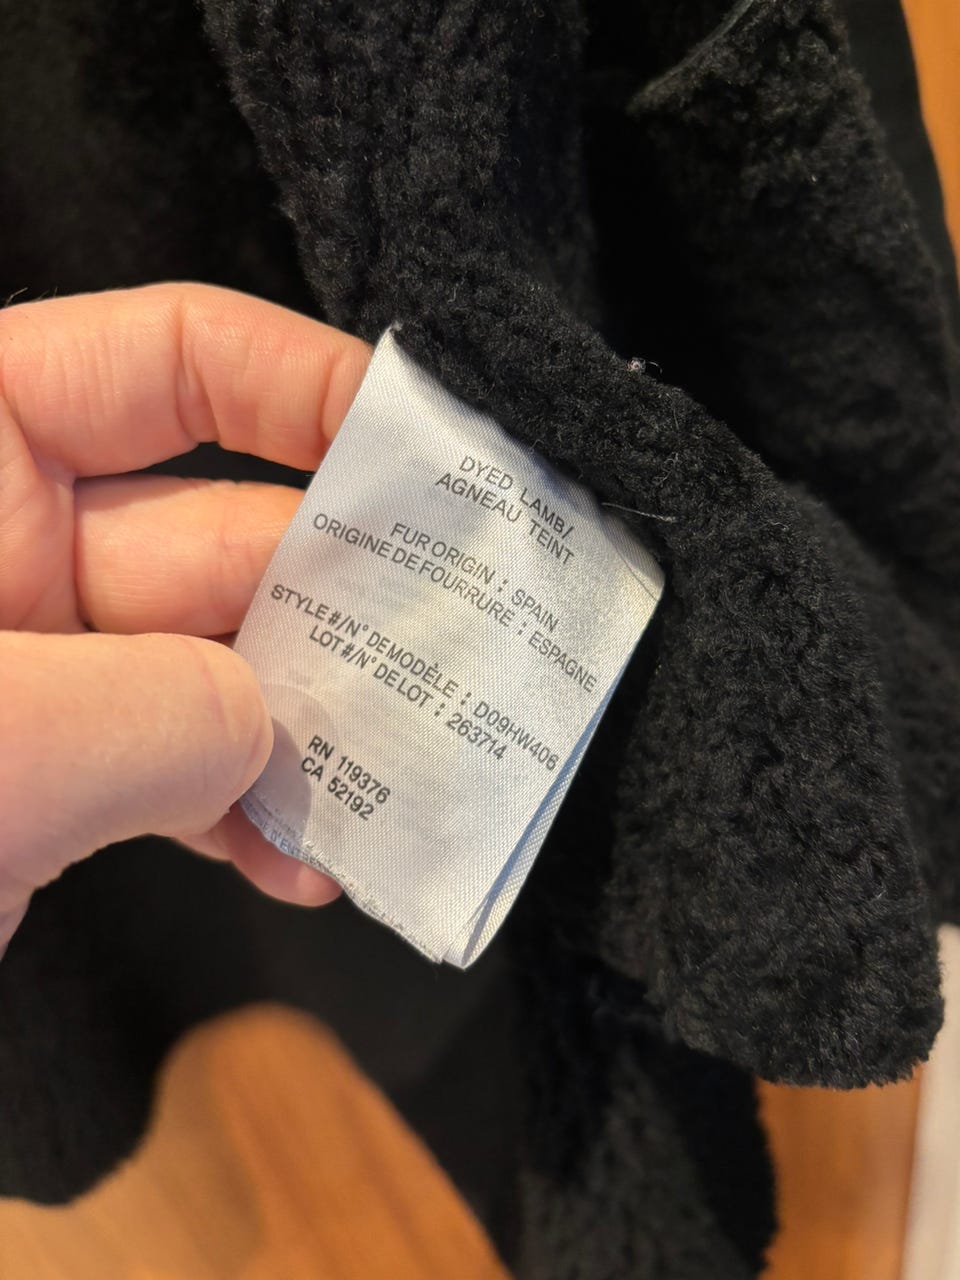 DYED LAMB/
AGNEAU TEINT
FUR ORIGIN : SPAIN
ORIGINE DE FOURRURE : ESPAGNE
STYLE#/N° DE MODÈLE : D09HW406
LOT#/N° DE LOT : 263714
RN 119376
CA 52192